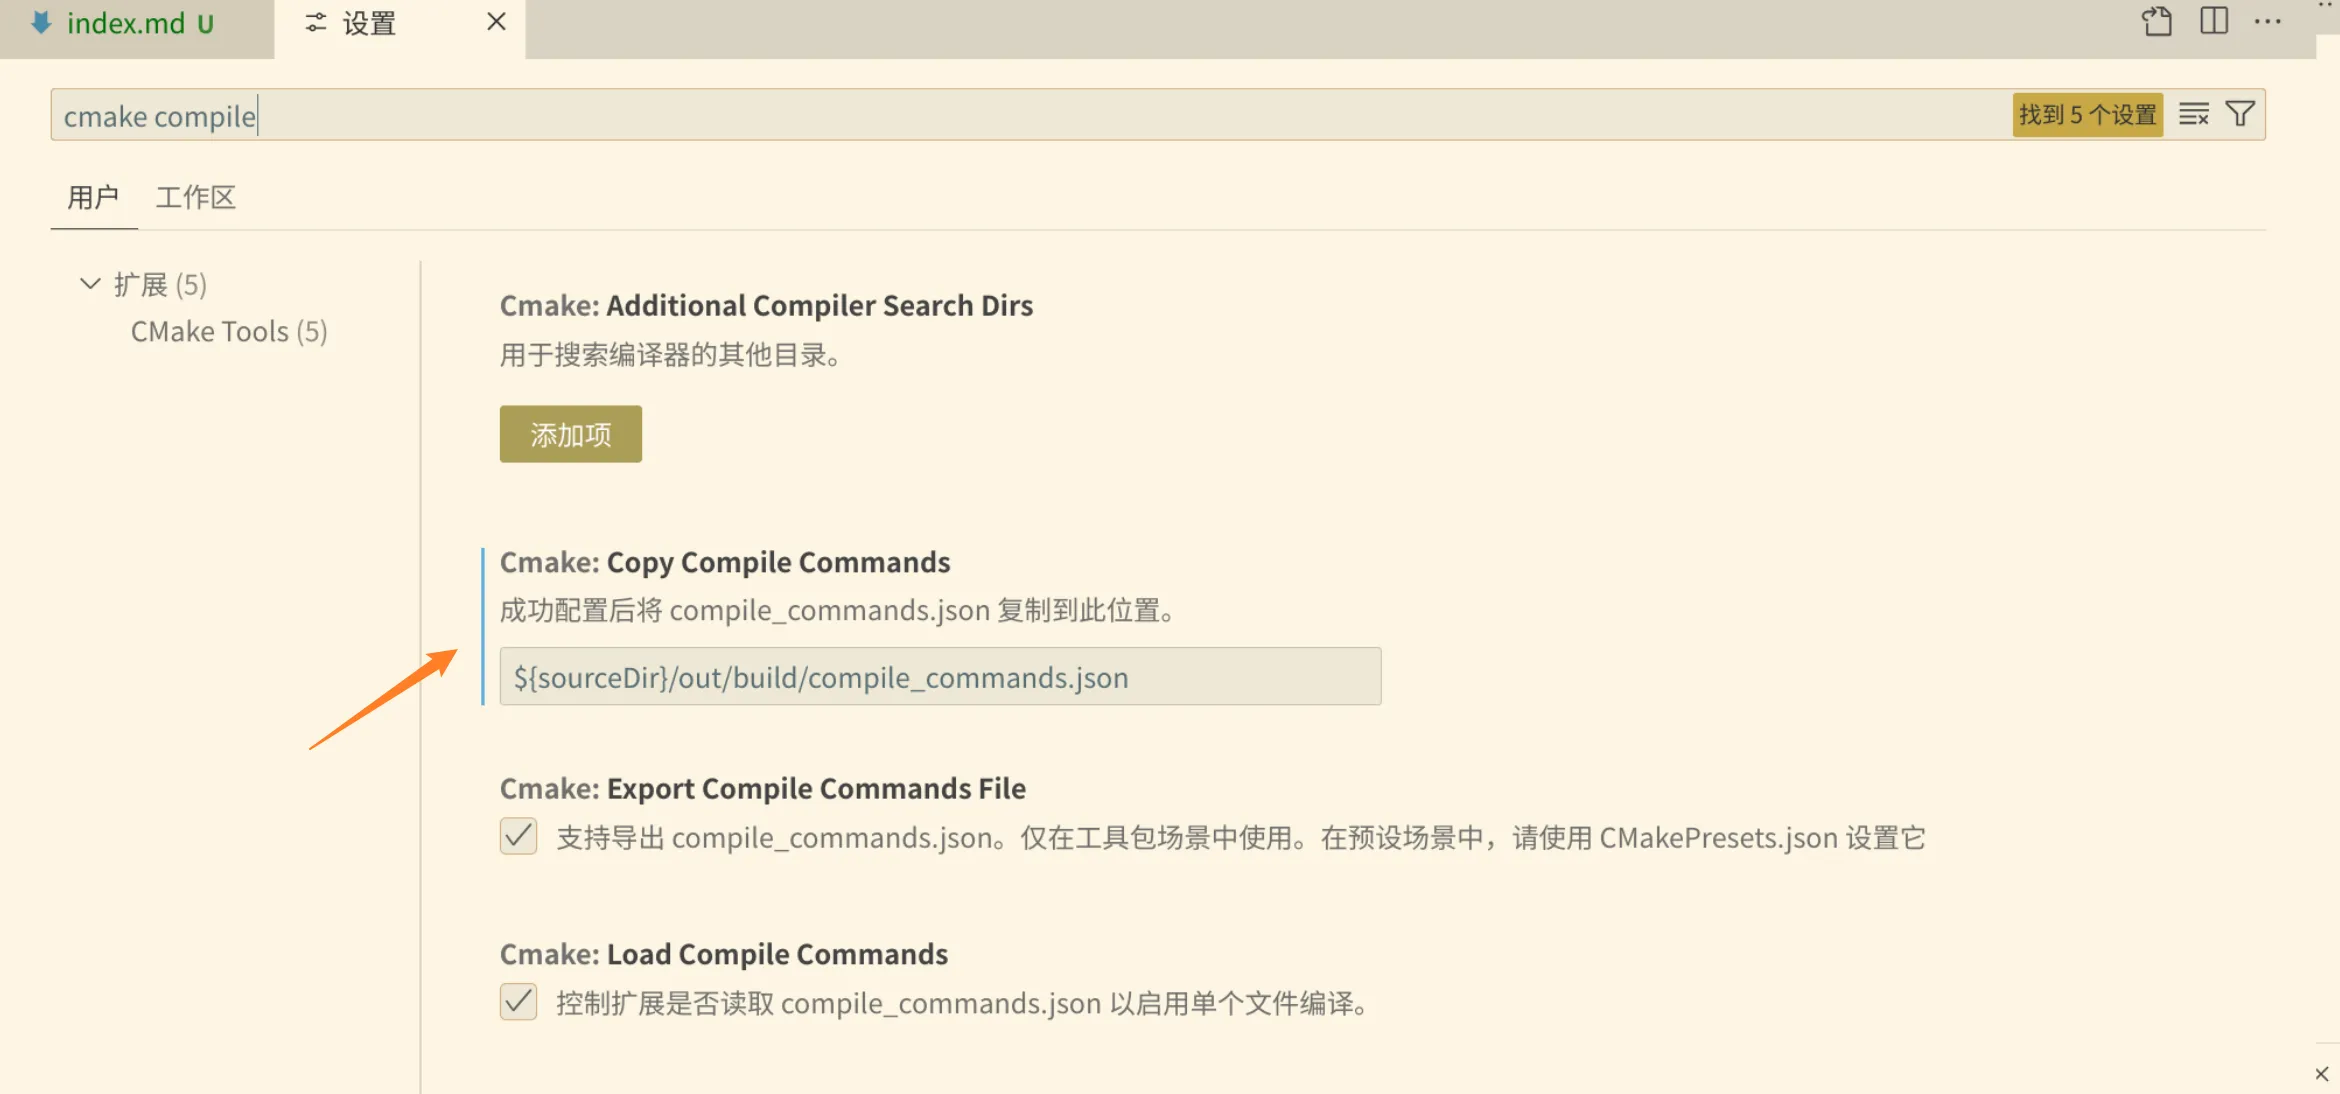 index.md U
设置
cmake compile
找到 5 个设置
用户 工作区
扩展 (5)
CMake Tools (5)
Cmake: Additional Compiler Search Dirs
用于搜索编译器的其他目录。
添加项
Cmake: Copy Compile Commands
成功配置后将 compile_commands.json 复制到此位置。
${sourceDir}/out/build/compile_commands.json
Cmake: Export Compile Commands File
支持导出 compile_commands.json。仅在工具包场景中使用。在预设场景中，请使用 CMakePresets.json 设置它
Cmake: Load Compile Commands
控制扩展是否读取 compile_commands.json 以启用单个文件编译。